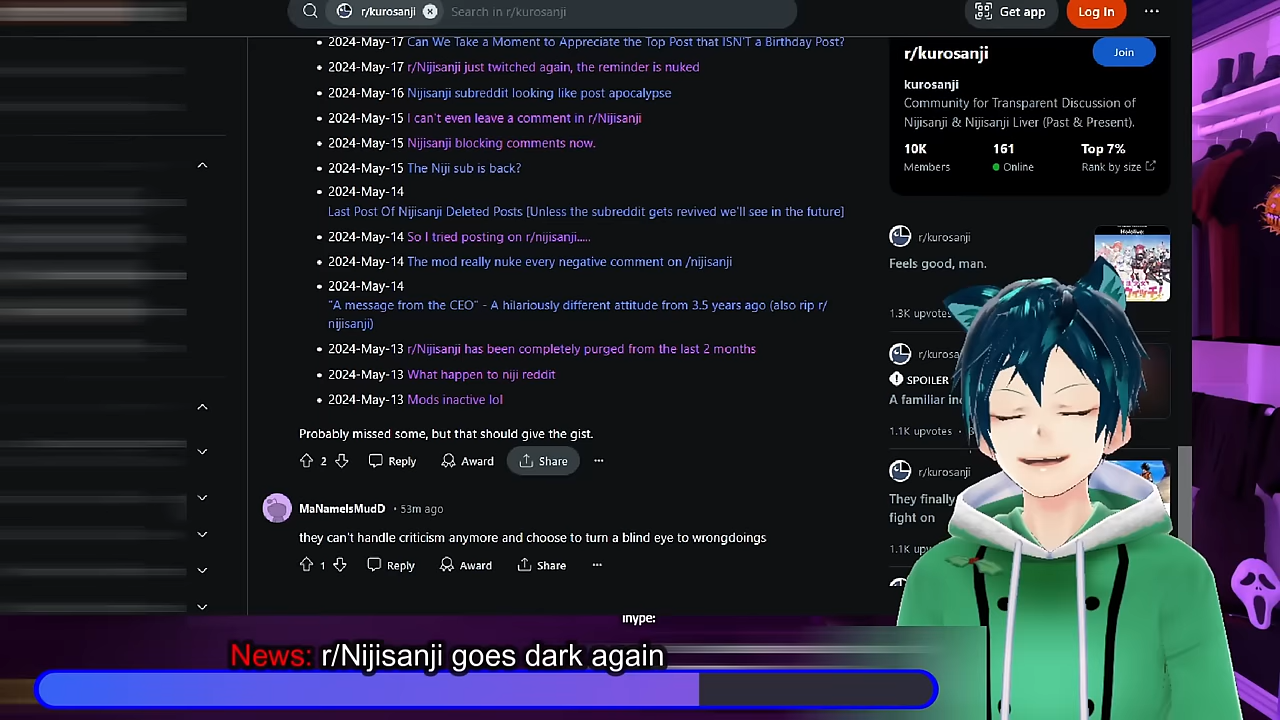 r/kurosanji
Search in r/kurosanji
Get app
Log In
2024-May-17 Can We Take a Moment to Appreciate the Top Post that ISN'T a Birthday Post?
2024-May-17 r/Nijisanji just twitched again, the reminder is nuked
2024-May-16 Nijisanji subreddit looking like post apocalypse
2024-May-15 I can't even leave a comment in r/Nijisanji
2024-May-15 Nijisanji blocking comments now.
2024-May-15 The Niji sub is back?
2024-May-14
Last Post Of Nijisanji Deleted Posts [Unless the subreddit gets revived we'll see in the future]
2024-May-14 So I tried posting on r/nijisanji.....
2024-May-14 The mod really nuke every negative comment on /nijisanji
2024-May-14
"A message from the CEO" - A hilariously different attitude from 3.5 years ago (also rip r/
nijisanji)
2024-May-13 r/Nijisanji has been completely purged from the last 2 months
2024-May-13 What happen to niji reddit
2024-May-13 Mods inactive lol
Probably missed some, but that should give the gist.
2 Reply Award Share
MaNameIsMudD • 53m ago
they can't handle criticism anymore and choose to turn a blind eye to wrongdoings
1 Reply Award Share
r/kurosanji
Join
kurosanji
Community for Transparent Discussion of
Nijisanji & Nijisanji Liver (Past & Present).
10K 161 Top 7%
Members Online Rank by size
r/kurosanji
Feels good, man.
Hololive:
1.3K upvotes
SPOILER
A familiar
1.1K upvotes
r/kurosanji
They finally
fight on
1.1K
News: r/Nijisanji goes dark again